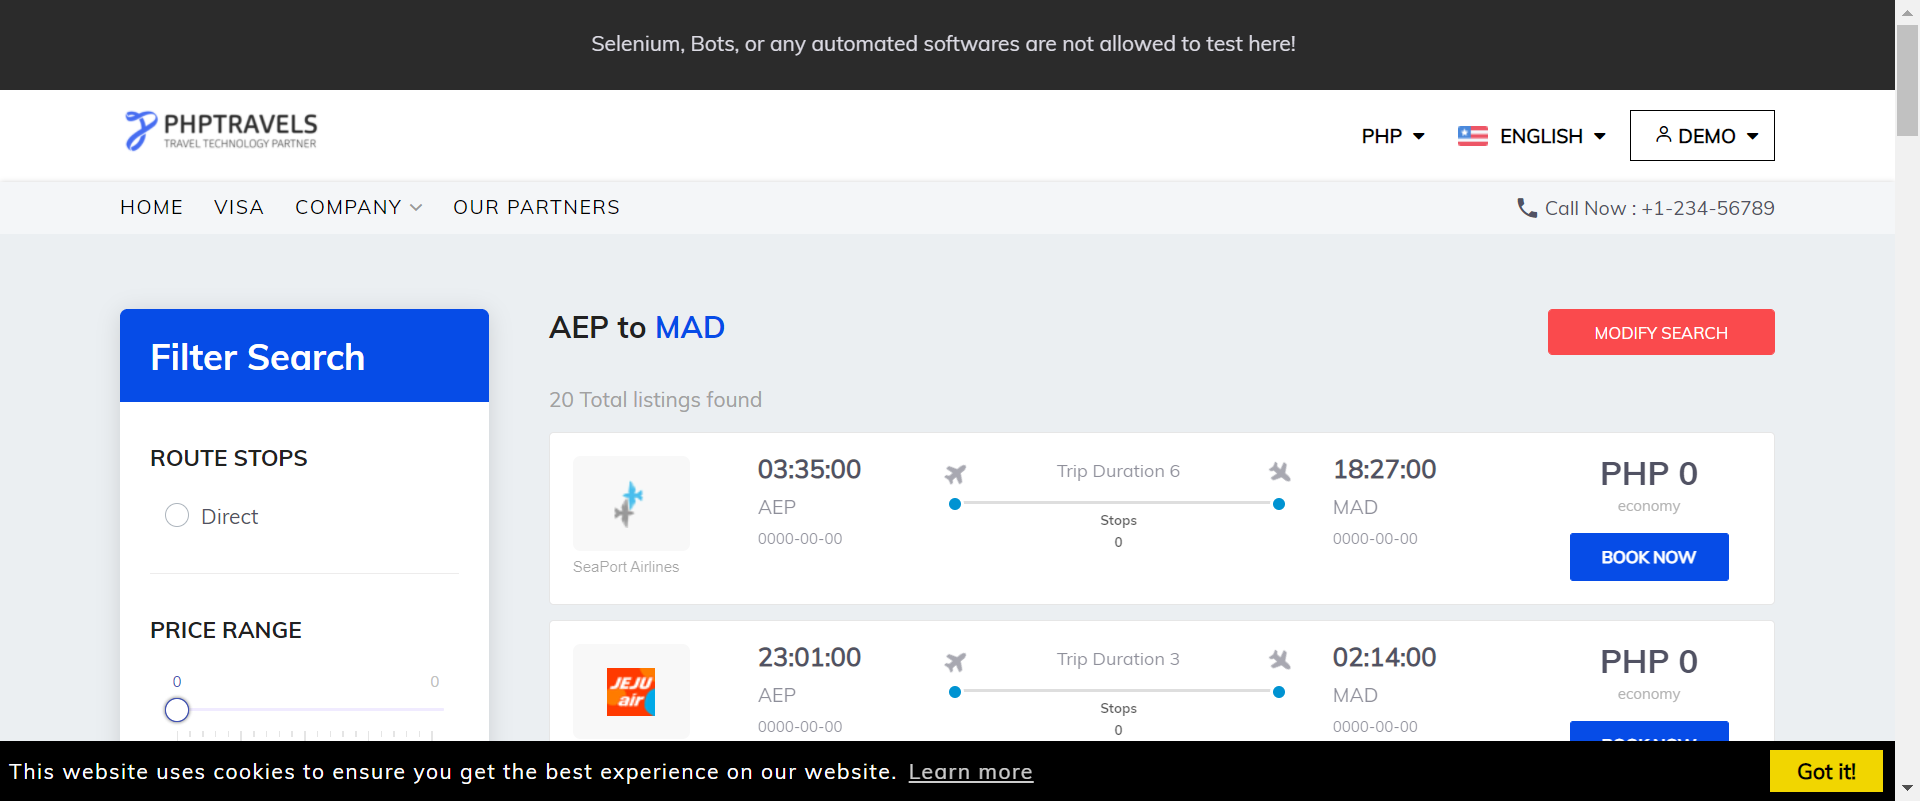 Selenium, Bots, or any automated softwares are not allowed to test here!
PHPTRAVELS
TRAVEL TECHNOLOGY PARTNER
PHP
ENGLISH
DEMO
HOME
VISA
COMPANY
OUR PARTNERS
Call Now : +1-234-56789
Filter Search
ROUTE STOPS
Direct
PRICE RANGE
0
0
AEP to MAD
MODIFY SEARCH
20 Total listings found
SeaPort Airlines
03:35:00
AEP
0000-00-00
Trip Duration 6
Stops
0
18:27:00
MAD
0000-00-00
PHP 0
economy
BOOK NOW
JEJU
air
23:01:00
AEP
0000-00-00
Trip Duration 3
Stops
0
02:14:00
MAD
0000-00-00
PHP 0
economy
BOOK NOW
This website uses cookies to ensure you get the best experience on our website. Learn more
Got it!